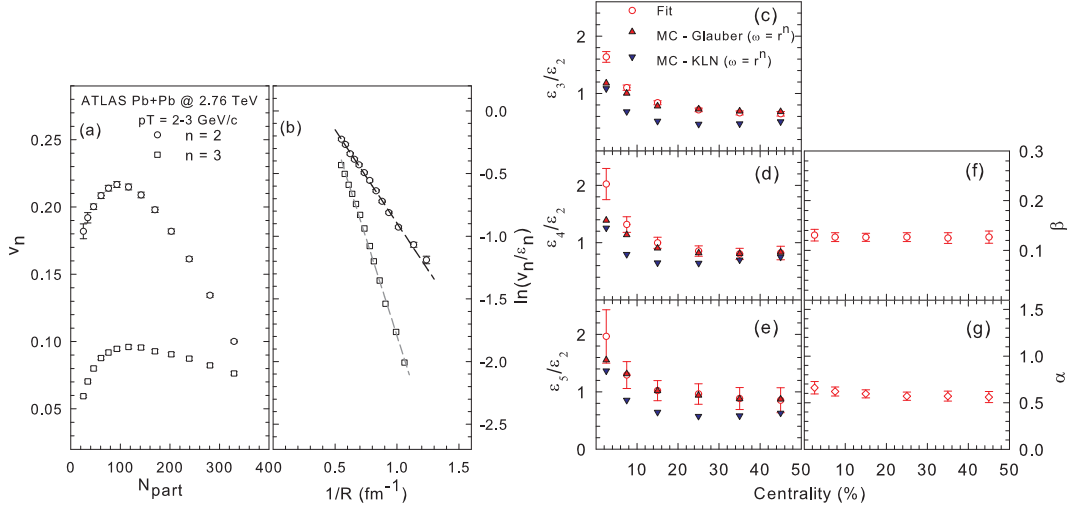 ATLAS Pb+Pb @ 2.76 TeV
pT = 2-3 GeV/c
(a)
n = 2
n = 3
0.25
0.20
0.15
0.10
0.05
v_n
0 100 200 300 400
N_part
(b)
0.0
-0.5
-1.0
-1.5
-2.0
-2.5
ln(v_n/ε_n)
0.5 1.0 1.5
1/R (fm^-1)
(c)
Fit
MC - Glauber (ω = r^n)
MC - KLN (ω = r^n)
2
1
ε_3/ε_2
(d)
2
1
ε_4/ε_2
(e)
2
1
0
ε_5/ε_2
10 20 30 40
Centrality (%)
(f)
0.3
0.2
0.1
0.0
β
(g)
1.5
1.0
0.5
0.0
α
0 10 20 30 40 50